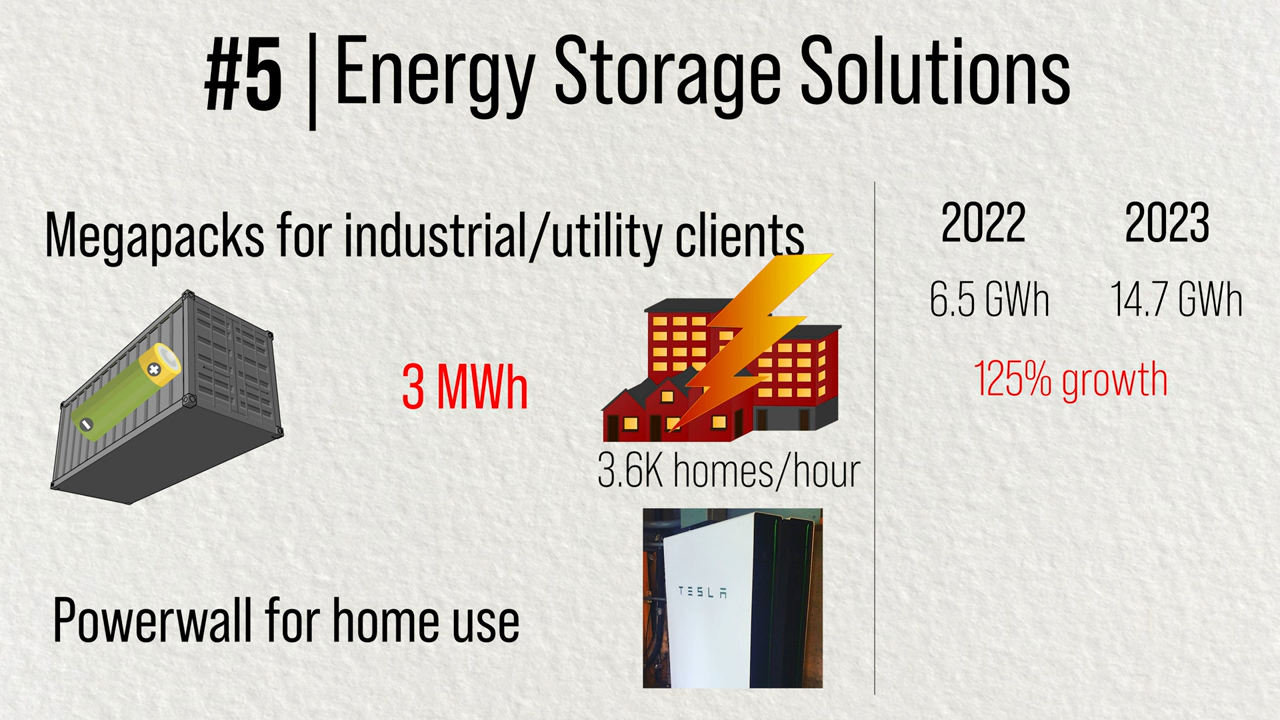 #5 | Energy Storage Solutions
Megapacks for industrial/utility clients
3 MWh
3.6K homes/hour
Powerwall for home use
TESLA
2022 2023
6.5 GWh 14.7 GWh
125% growth